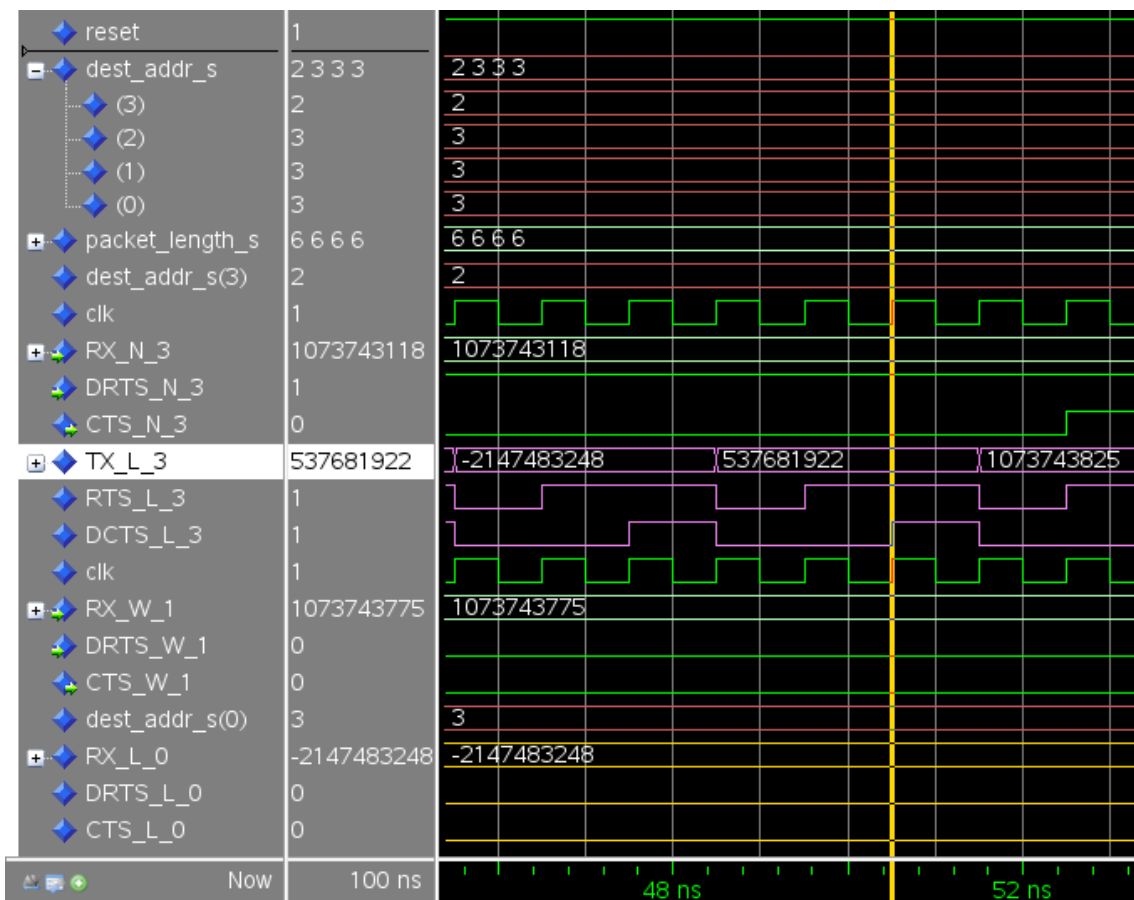 reset 1
dest_addr_s 2 3 3 3 2 3 3 3
(3) 2 2
(2) 3 3
(1) 3 3
(0) 3 3
packet_length_s 6 6 6 6 6 6 6 6
dest_addr_s(3) 2 2
clk 1
RX_N_3 1073743118 1073743118
DRTS_N_3 1
CTS_N_3 0
TX_L_3 537681922 -2147483248 537681922 1073743825
RTS_L_3 1
DCTS_L_3 1
clk 1
RX_W_1 1073743775 1073743775
DRTS_W_1 0
CTS_W_1 0
dest_addr_s(0) 3 3
RX_L_0 -2147483248 -2147483248
DRTS_L_0 0
CTS_L_0 0
Now 100 ns 48 ns 52 ns